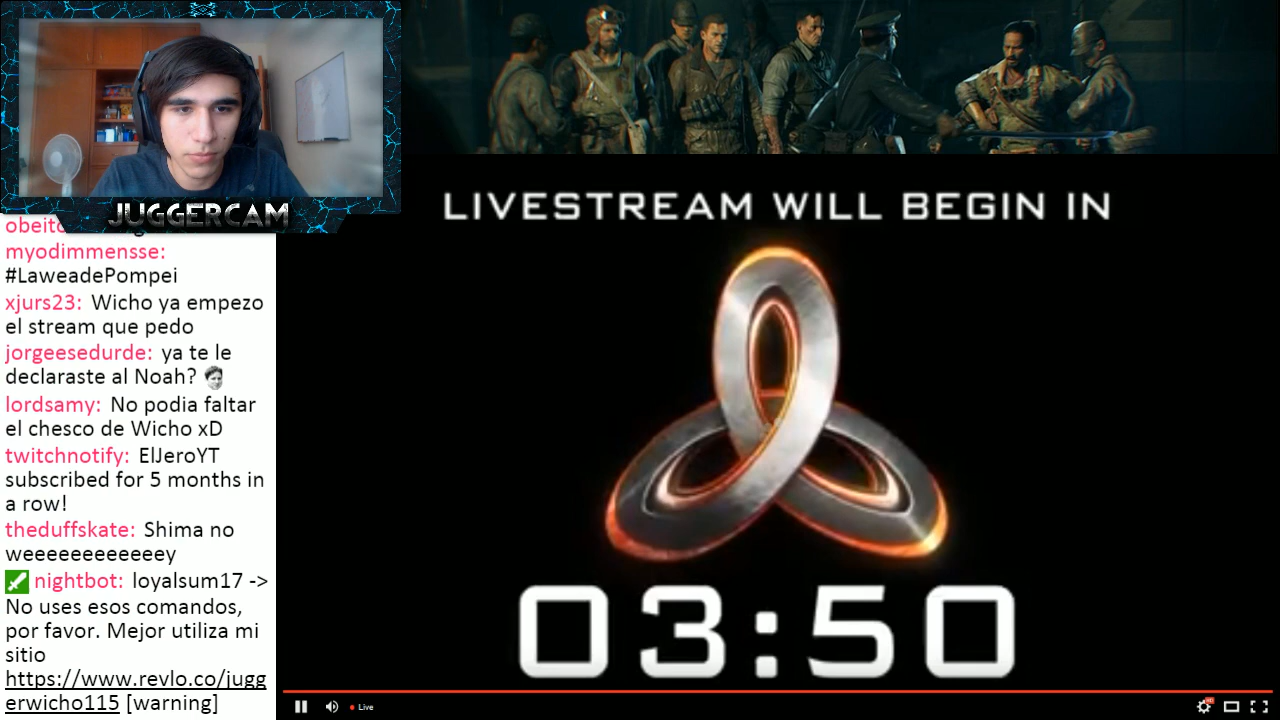 JUGGERCAM
LIVESTREAM WILL BEGIN IN
03:50
myodimmensse:
#LaweadePompei
xjurs23: Wicho ya empezo
el stream que pedo
jorgeesedurde: ya te le
declaraste al Noah?
lordsamy: No podia faltar
el chesco de Wicho xD
twitchnotify: ElJeroYT
subscribed for 5 months in
a row!
theduffskate: Shima no
weeeeeeeeeeeey
nightbot: loyalsum17 ->
No uses esos comandos,
por favor. Mejor utiliza mi
sitio
https://www.revlo.co/jugg
erwicho115 [warning]
Live